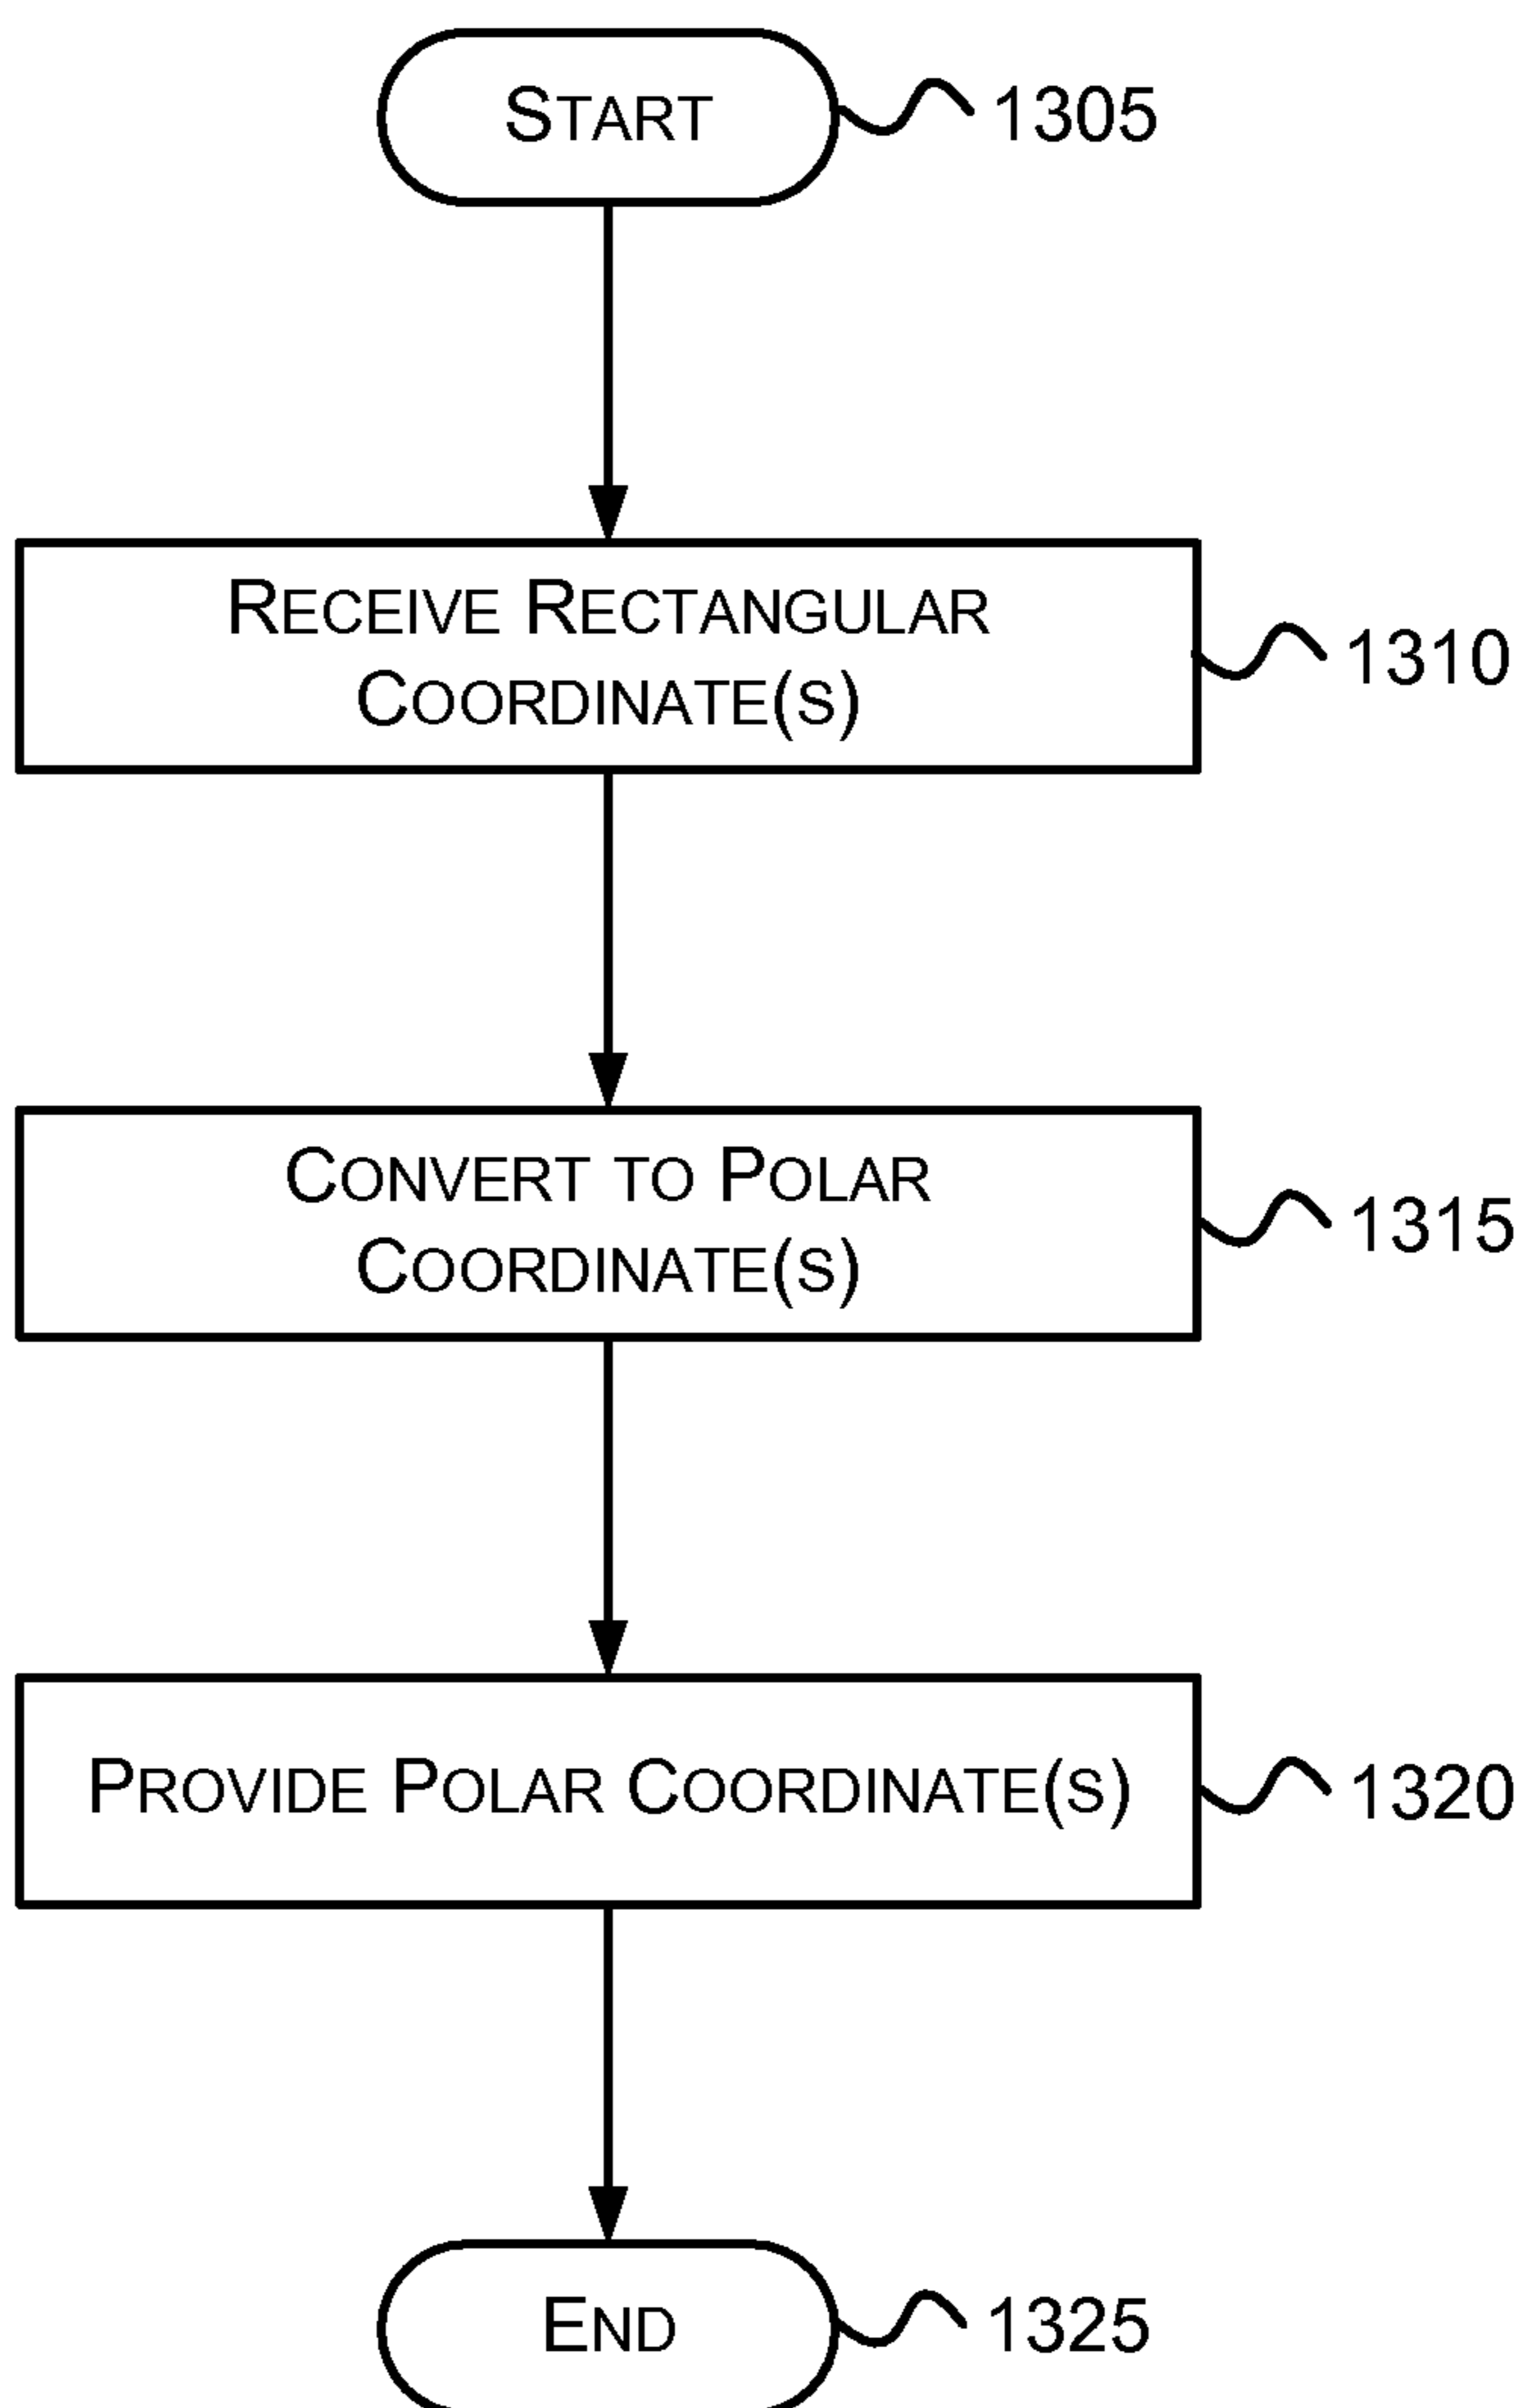 START
1305
RECEIVE RECTANGULAR
COORDINATE(S)
1310
CONVERT TO POLAR
COORDINATE(S)
1315
PROVIDE POLAR COORDINATE(S)
1320
END
1325